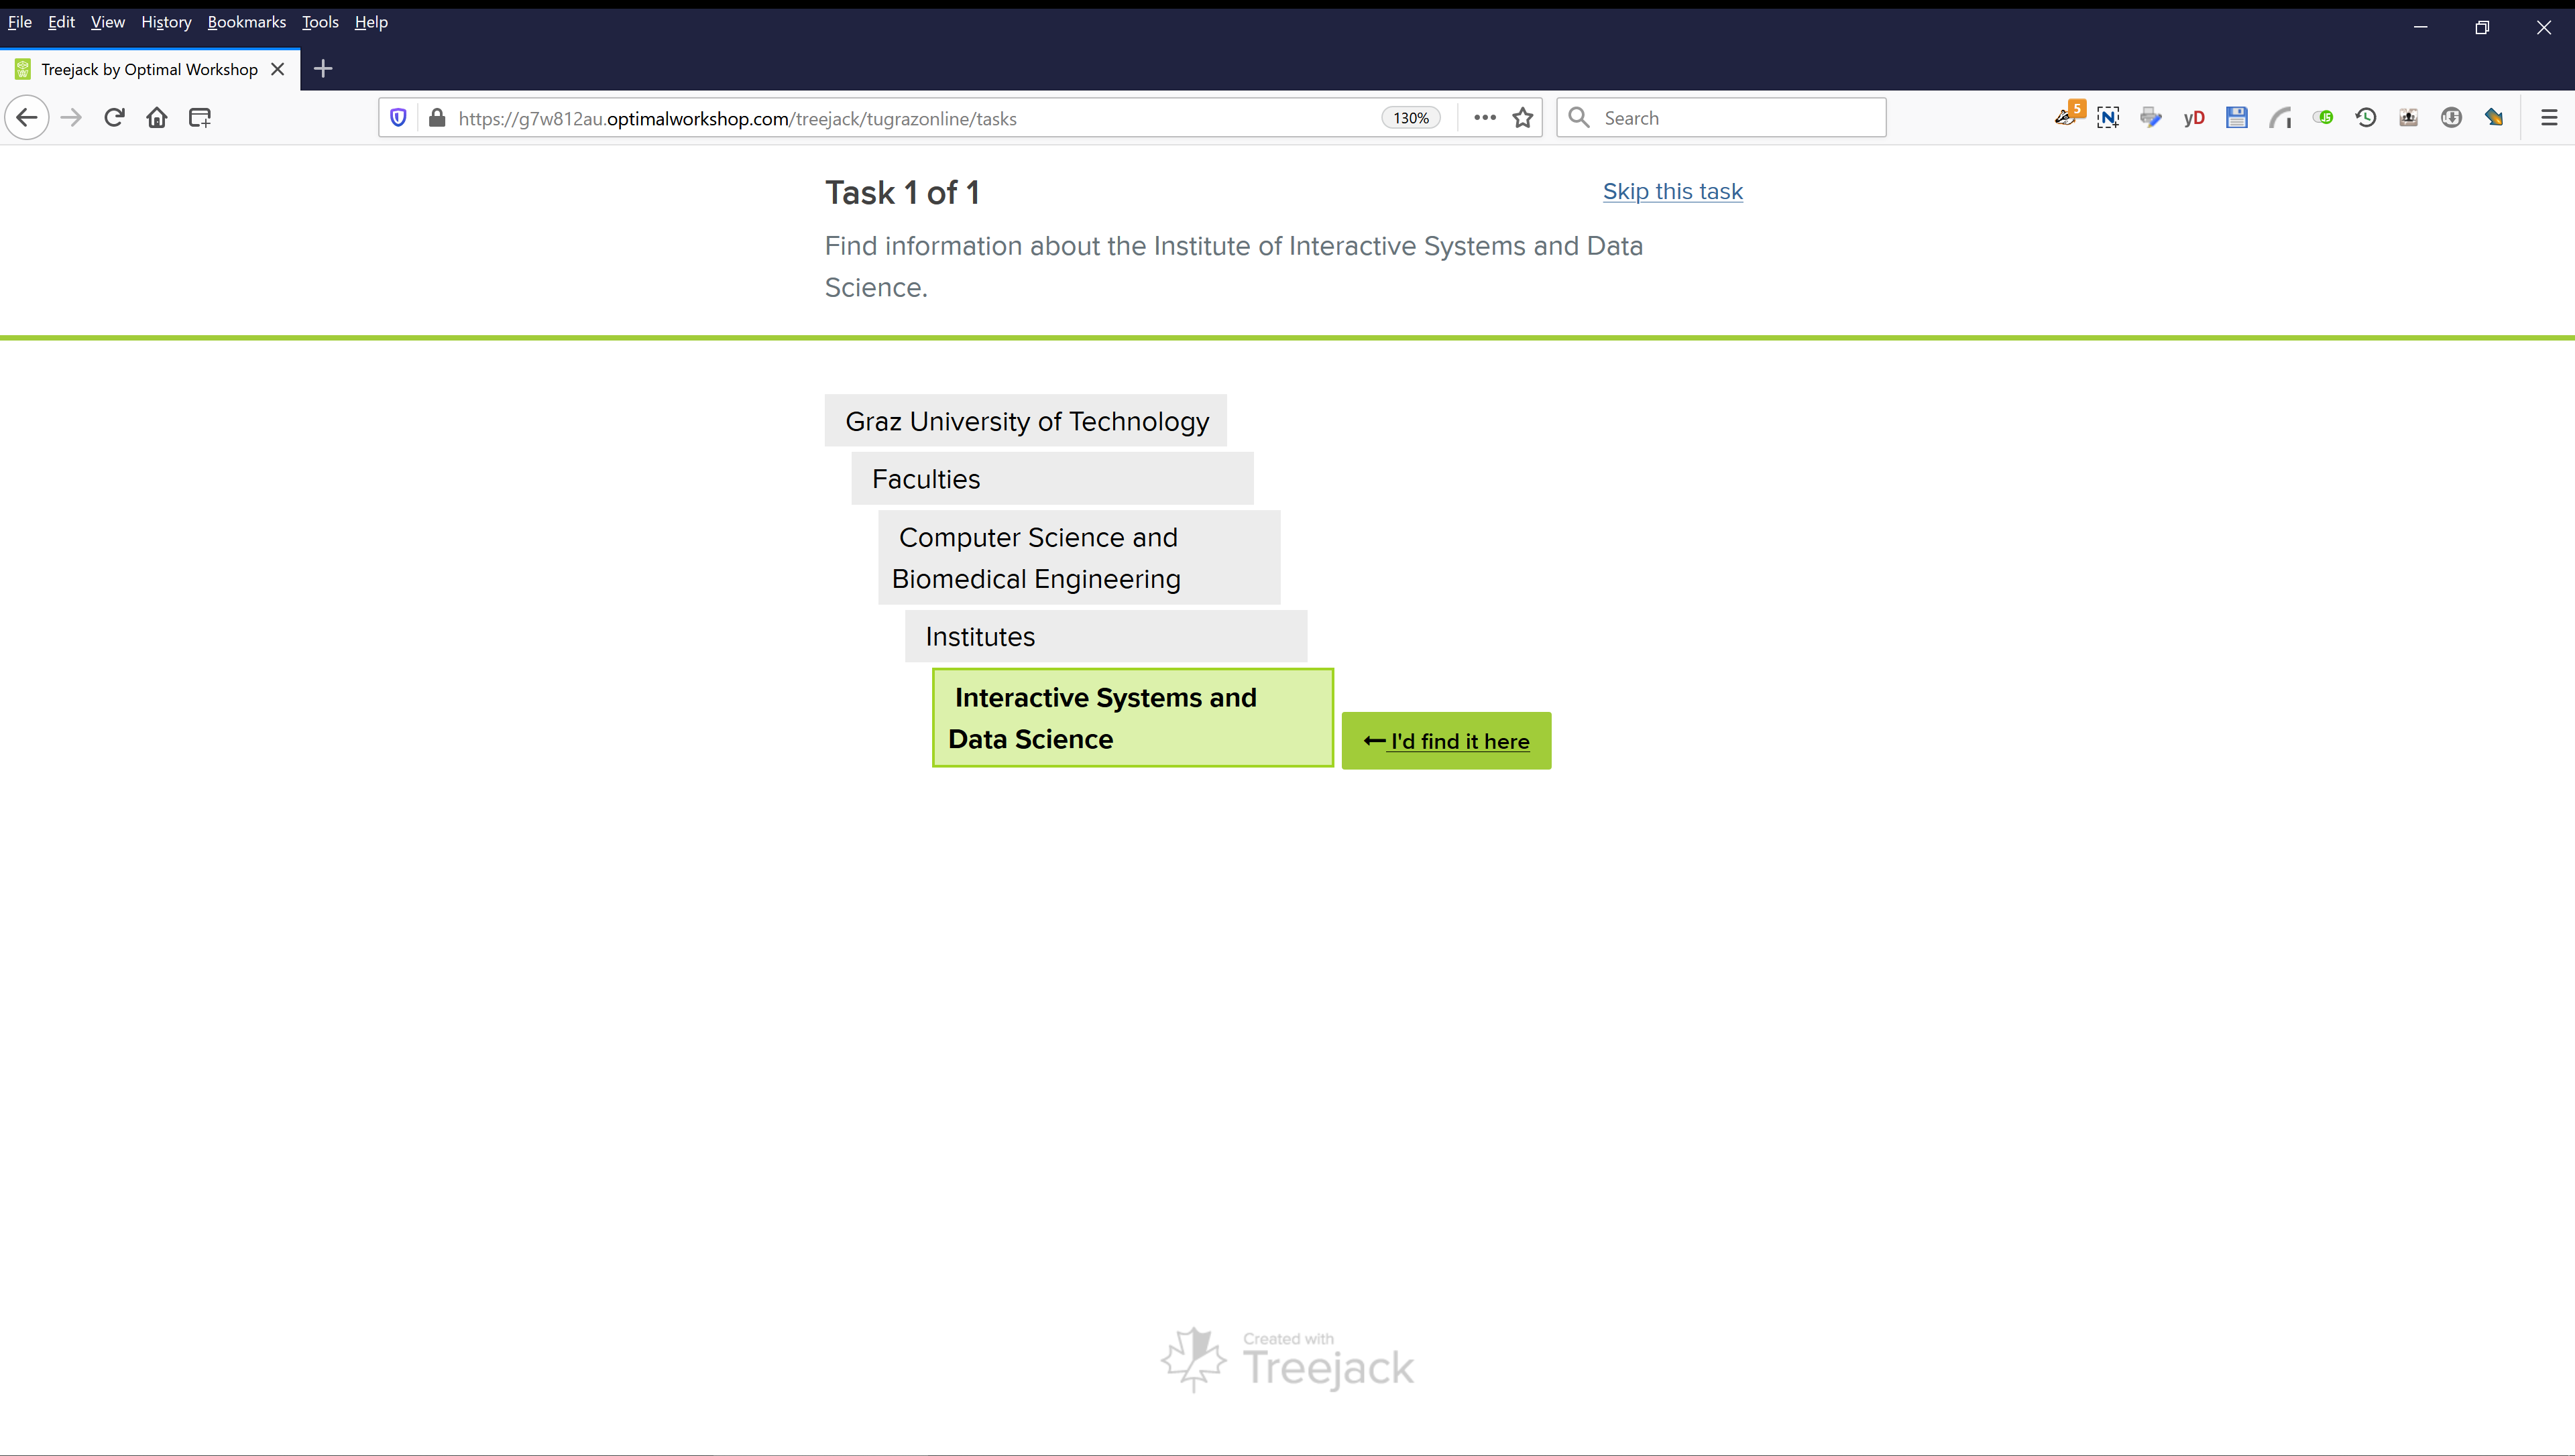 File Edit View History Bookmarks Tools Help
Treejack by Optimal Workshop
https://g7w812au.optimalworkshop.com/treejack/tugrazonline/tasks
130%
Search
5
yD
Task 1 of 1
Skip this task
Find information about the Institute of Interactive Systems and Data
Science.
Graz University of Technology
Faculties
Computer Science and
Biomedical Engineering
Institutes
Interactive Systems and
Data Science
I'd find it here
Created with
Treejack